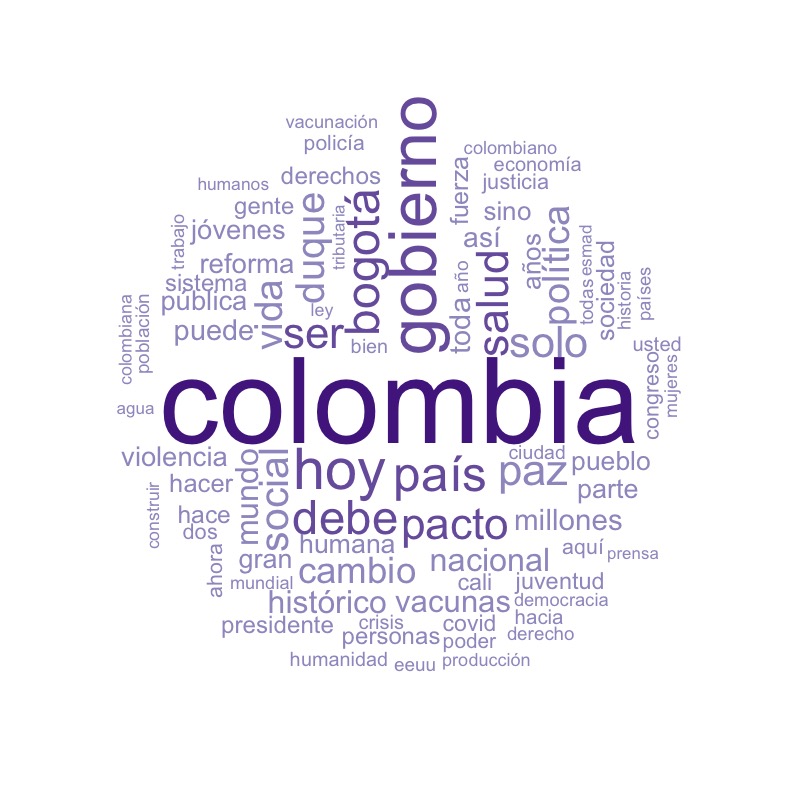 vacunación
policía
gobierno
colombiano
economía
derechos
humanos
fuerza
justicia
gente
duque
bogotá
tributaria
sino
jóvenes
trabajo
así
años
política
reforma
sistema
pública
vida
ley
año
toda
salud
todas
esmad
sociedad
historia
países
colombiana
población
puede
ser
bien
solo
usted
congreso
mujeres
agua
colombia
violencia
mundo
social
hoy
país
ciudad
paz
pueblo
hacer
construir
parte
hace
dos
debe
pacto
millones
humana
gran
ahora
mundial
cambio
nacional
aquí
prensa
cali
juventud
histórico
vacunas
democracia
presidente
crisis
personas
covid
poder
hacia
derecho
humanidad
eeuu
producción